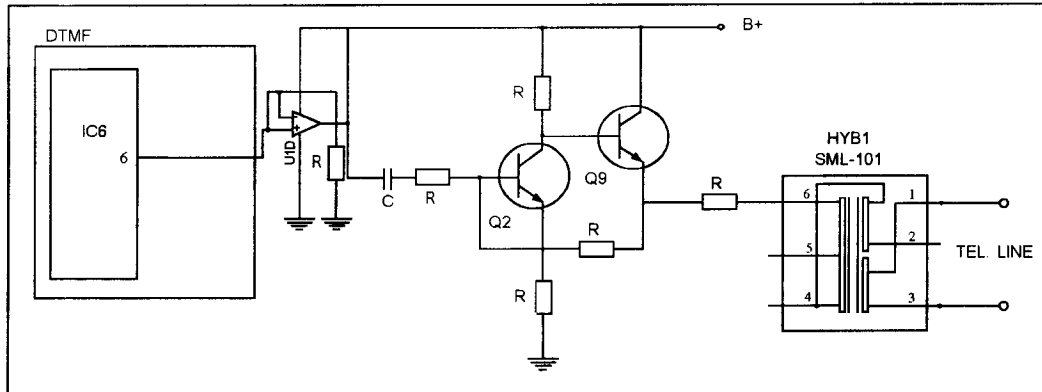 DTMF
IC6
6
U1D
R
C
R
R
Q2
Q9
R
R
B+
R
HYB1
SML-101
6
5
4
1
2
3
TEL. LINE